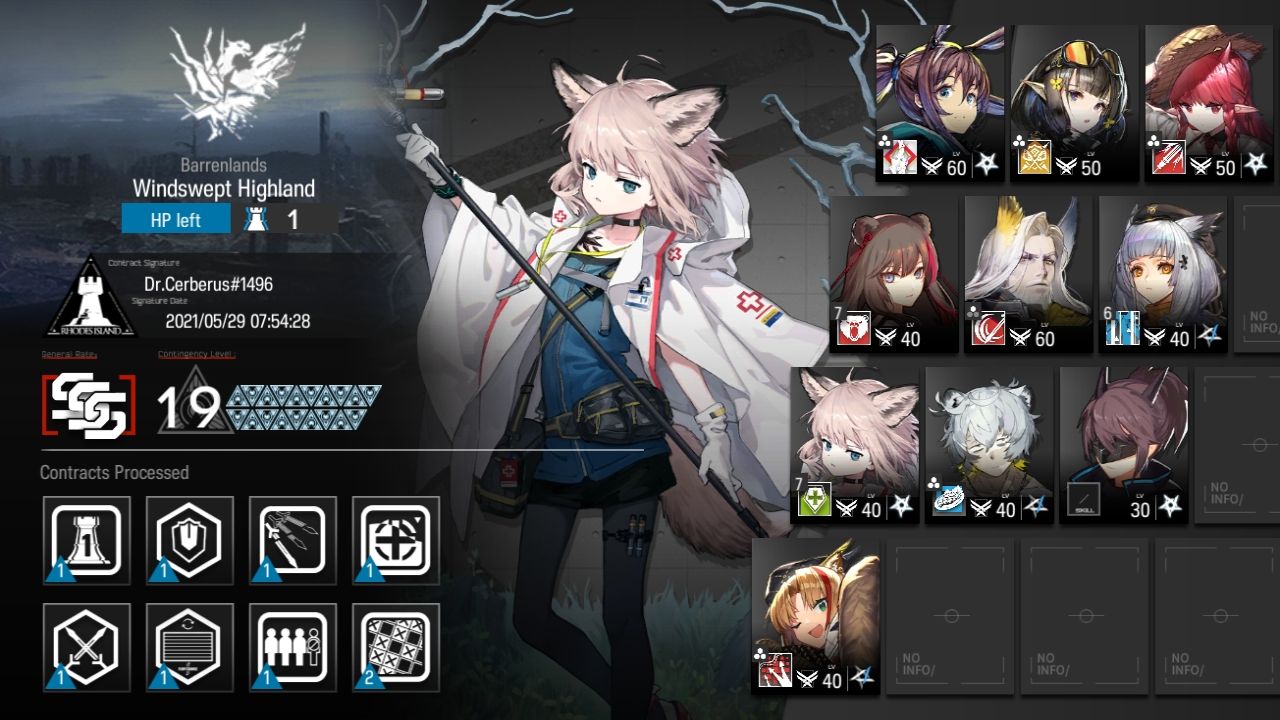 Barrenlands
Windswept Highland
HP left 1
Contract Signature
Dr.Cerberus#1496
Signature Date
2021/05/29 07:54:28
RHODES ISLAND
General Rate:
Contingency Level :
SSS
19
Contracts Processed
1
1
1
1
1
1
1
1
2
LV 60
LV 50
LV 50
7 LV 40
LV 60
6 LV 40
NO
INFO/
7 LV 40
LV 40
SKILL LV 30
NO
INFO/
LV 40
NO
INFO/
NO
INFO/
NO
INFO/